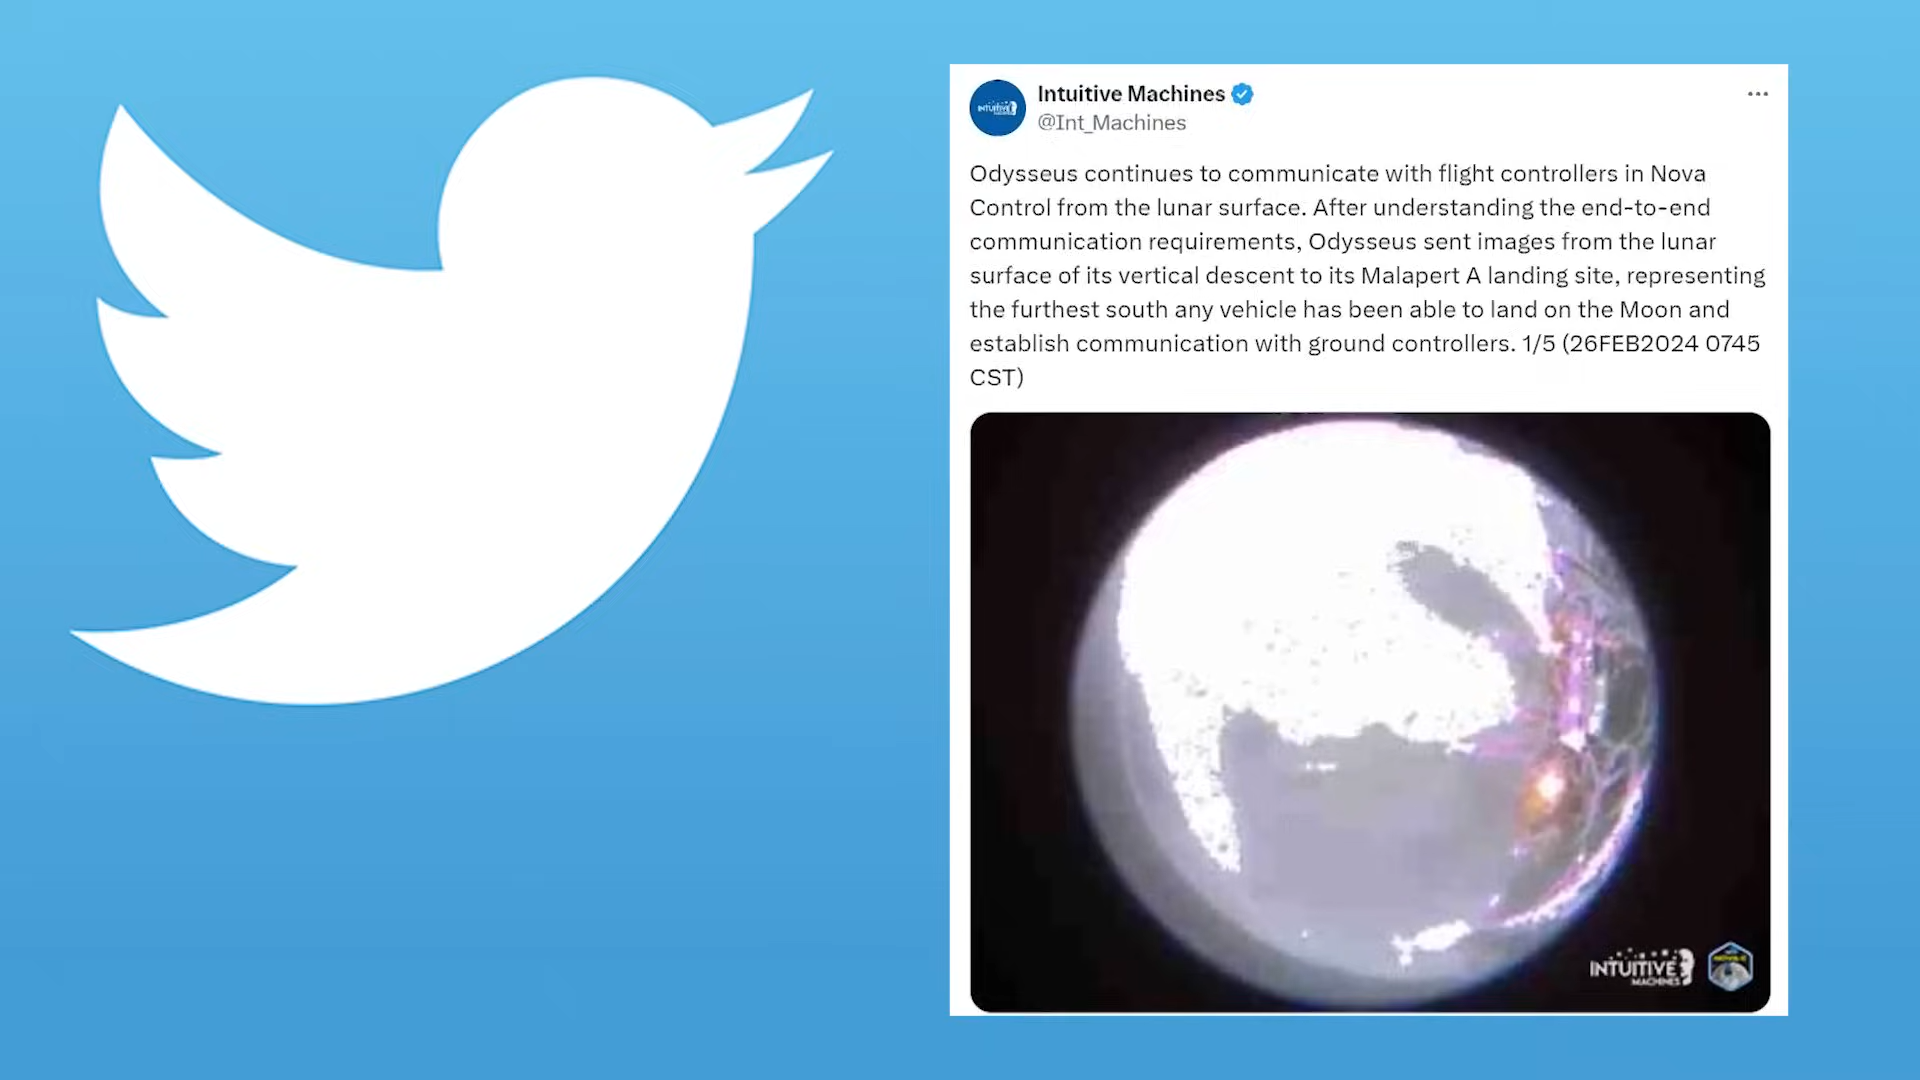 Intuitive Machines
@Int_Machines
INTUITIVE
MACHINES
Odysseus continues to communicate with flight controllers in Nova
Control from the lunar surface. After understanding the end-to-end
communication requirements, Odysseus sent images from the lunar
surface of its vertical descent to its Malapert A landing site, representing
the furthest south any vehicle has been able to land on the Moon and
establish communication with ground controllers. 1/5 (26FEB2024 0745
CST)
INTUITIVE
MACHINES